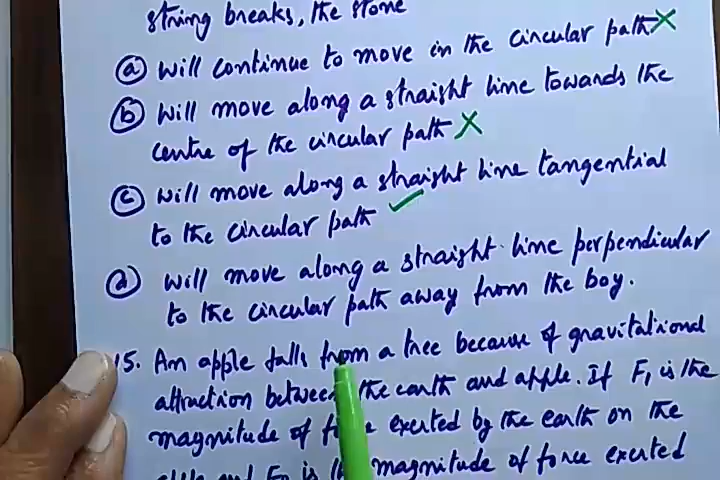 string breaks, the stone
(a) will continue to move in the circular path X
(b) will move along a straight line towards the
centre of the circular path X
(c) will move along a straight line tangential
to the circular path ✓
(d) will move along a straight line perpendicular
to the circular path away from the boy.
15. An apple falls from a tree because of gravitational
attraction between the earth and apple. If F₁ is the
magnitude of exerted by the earth on the
and is magnitude of force exerted